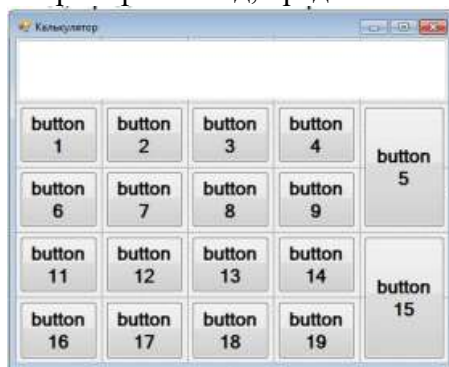 Калькулятор
button 1
button 2
button 3
button 4
button 5
button 6
button 7
button 8
button 9
button 11
button 12
button 13
button 14
button 15
button 16
button 17
button 18
button 19